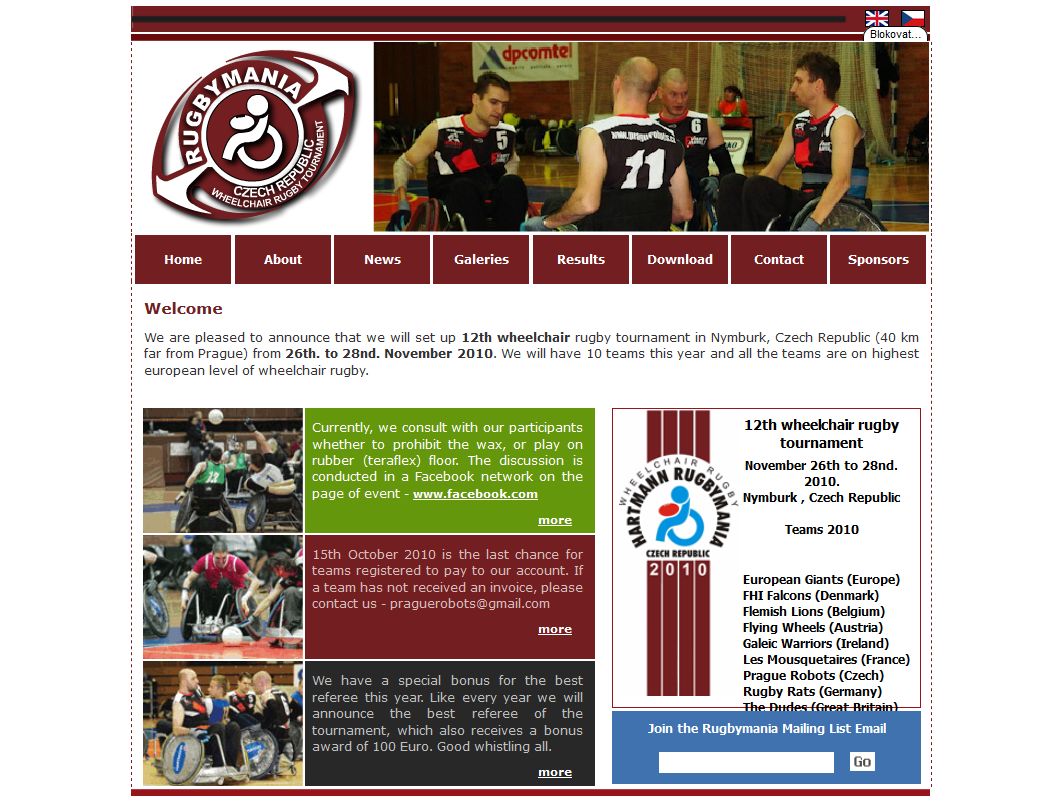 Blokovat...
RUGBYMANIA
CZECH REPUBLIC
WHEELCHAIR RUGBY TOURNAMENT
dpcomtel
5
11
6
Home
About
News
Galeries
Results
Download
Contact
Sponsors
Welcome
We are pleased to announce that we will set up 12th wheelchair rugby tournament in Nymburk, Czech Republic (40 km
far from Prague) from 26th. to 28nd. November 2010. We will have 10 teams this year and all the teams are on highest
european level of wheelchair rugby.
Currently, we consult with our participants
whether to prohibit the wax, or play on
rubber (teraflex) floor. The discussion is
conducted in a Facebook network on the
page of event - www.facebook.com
more
15th October 2010 is the last chance for
teams registered to pay to our account. If
a team has not received an invoice, please
contact us - praguerobots@gmail.com
more
We have a special bonus for the best
referee this year. Like every year we will
announce the best referee of the
tournament, which also receives a bonus
award of 100 Euro. Good whistling all.
more
WHEELCHAIR RUGBY
HARTMANN RUGBYMANIA
CZECH REPUBLIC
2010
12th wheelchair rugby
tournament
November 26th to 28nd.
2010.
Nymburk , Czech Republic
Teams 2010
European Giants (Europe)
FHI Falcons (Denmark)
Flemish Lions (Belgium)
Flying Wheels (Austria)
Galeic Warriors (Ireland)
Les Mousquetaires (France)
Prague Robots (Czech)
Rugby Rats (Germany)
The Dudes (Great Britain)
Join the Rugbymania Mailing List Email
Go